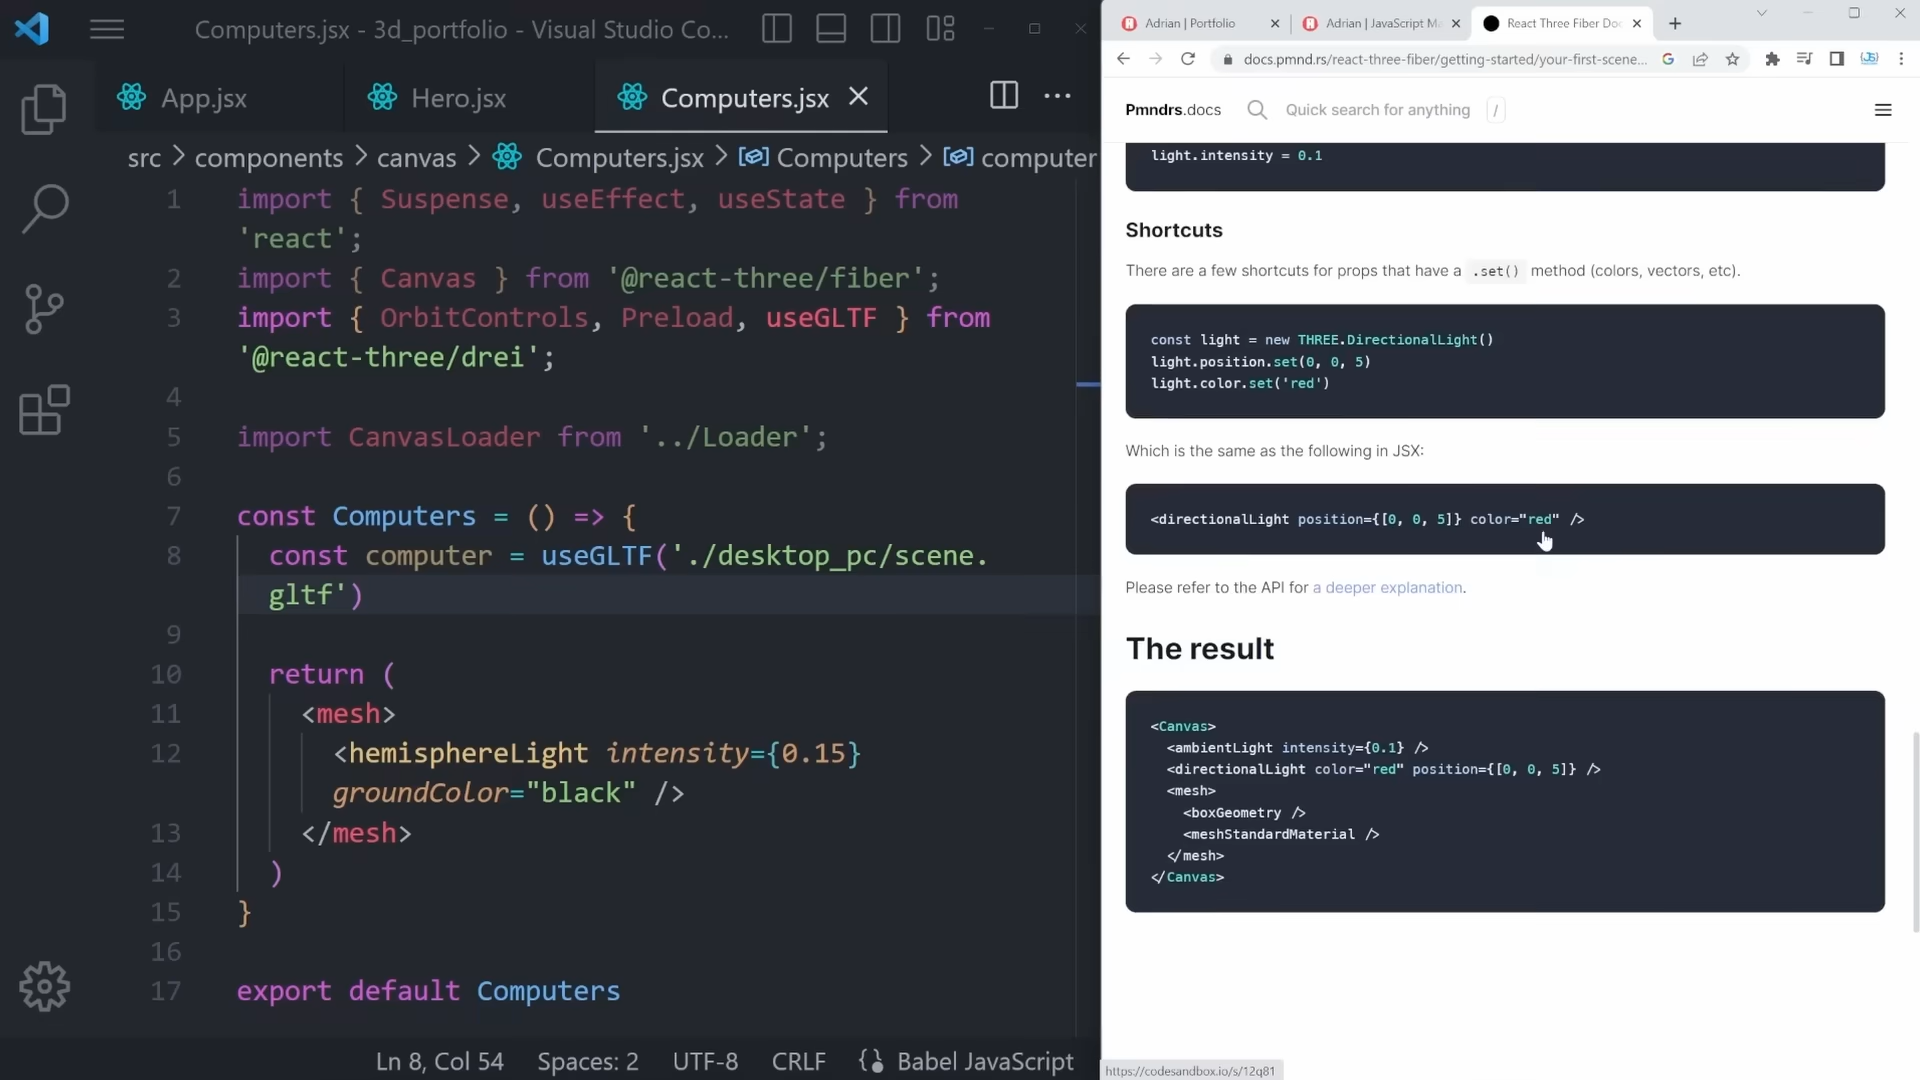 Computers.jsx - 3d_portfolio - Visual Studio Co...
App.jsx
Hero.jsx
Computers.jsx
src > components > canvas > Computers.jsx > Computers > computer
1 import { Suspense, useEffect, useState } from
'react';
2 import { Canvas } from '@react-three/fiber';
3 import { OrbitControls, Preload, useGLTF } from
'@react-three/drei';
4
5 import CanvasLoader from '../Loader';
6
7 const Computers = () => {
8 const computer = useGLTF('./desktop_pc/scene.
gltf')
9
10 return (
11 <mesh>
12 <hemisphereLight intensity={0.15}
groundColor="black" />
13 </mesh>
14 )
15 }
16
17 export default Computers
Ln 8, Col 54 Spaces: 2 UTF-8 CRLF Babel JavaScript
Adrian | Portfolio
Adrian | JavaScript M
React Three Fiber Doc
docs.pmnd.rs/react-three-fiber/getting-started/your-first-scene...
Pmndrs.docs
Quick search for anything /
light.intensity = 0.1
Shortcuts
There are a few shortcuts for props that have a .set() method (colors, vectors, etc).
const light = new THREE.DirectionalLight()
light.position.set(0, 0, 5)
light.color.set('red')
Which is the same as the following in JSX:
<directionalLight position={[0, 0, 5]} color="red" />
Please refer to the API for a deeper explanation.
The result
<Canvas>
<ambientLight intensity={0.1} />
<directionalLight color="red" position={[0, 0, 5]} />
<mesh>
<boxGeometry />
<meshStandardMaterial />
</mesh>
</Canvas>
https://codesandbox.io/s/12q81